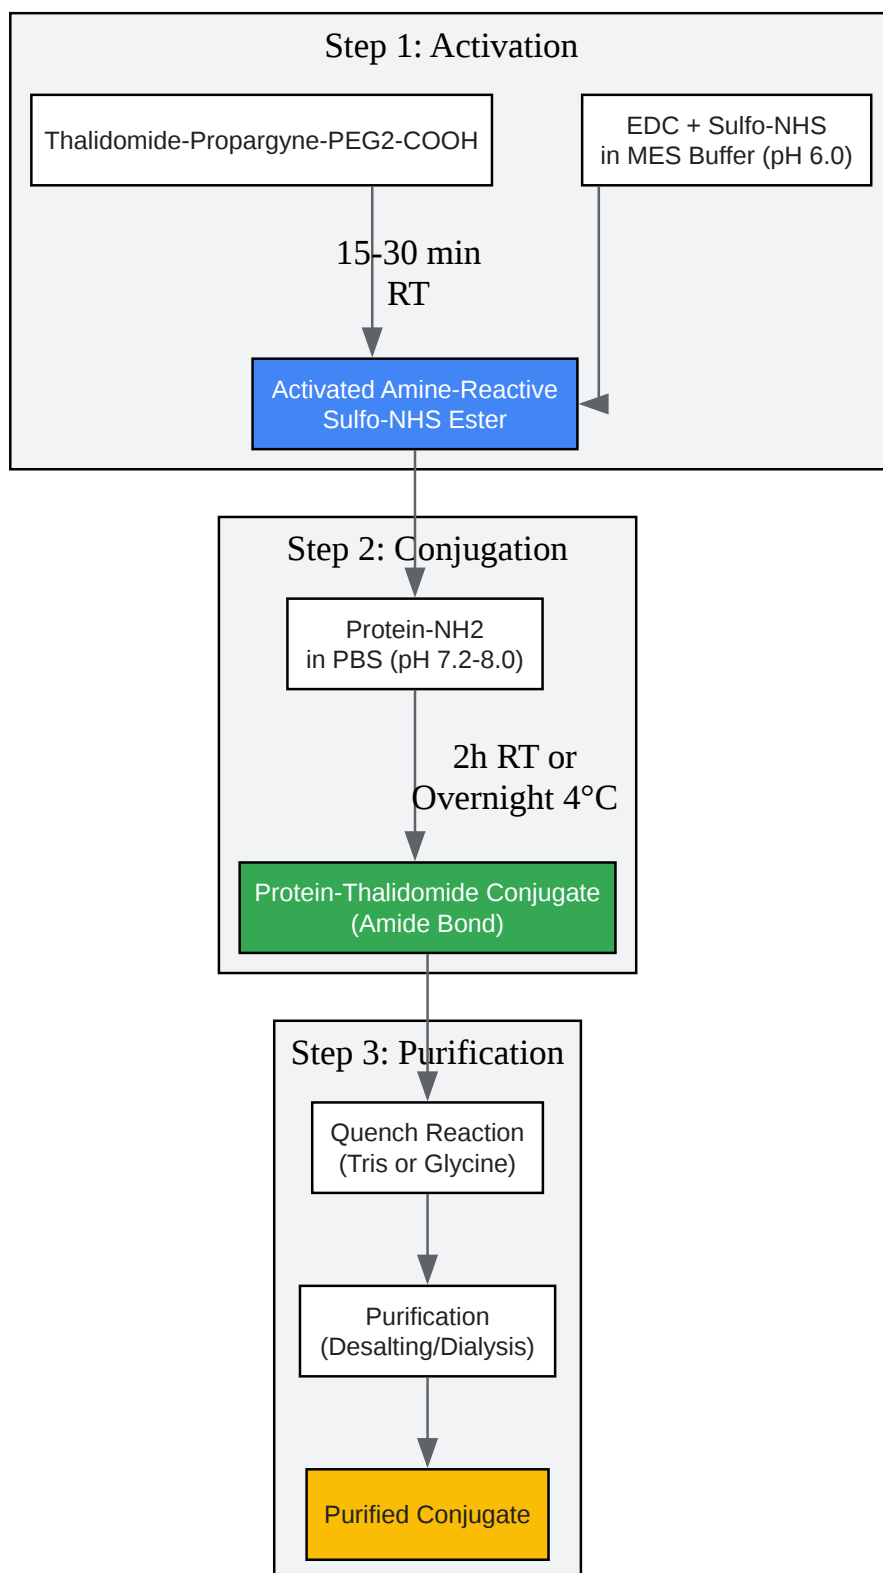 Step 1: Activation
Thalidomide-Propargyne-PEG2-COOH
EDC + Sulfo-NHS
in MES Buffer (pH 6.0)
15-30 min
RT
Activated Amine-Reactive
Sulfo-NHS Ester
Step 2: Conjugation
Protein-NH2
in PBS (pH 7.2-8.0)
2h RT or
Overnight 4°C
Protein-Thalidomide Conjugate
(Amide Bond)
Step 3: Purification
Quench Reaction
(Tris or Glycine)
Purification
(Desalting/Dialysis)
Purified Conjugate